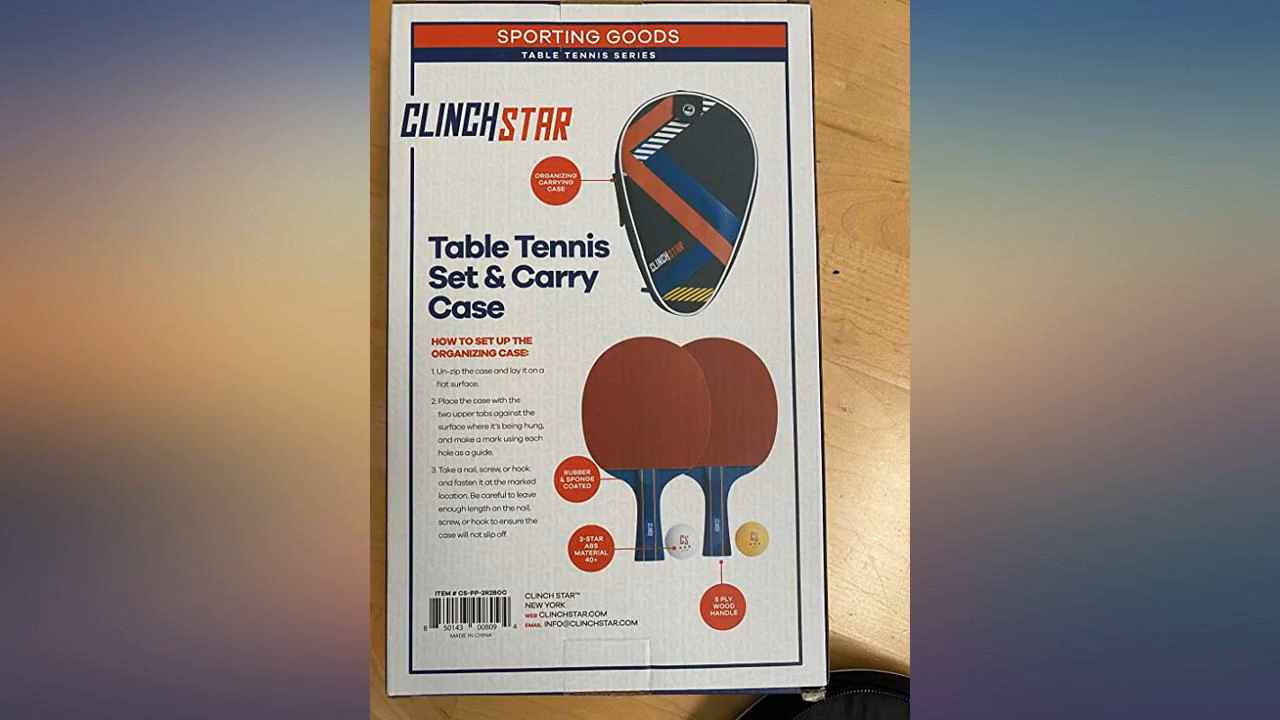 SPORTING GOODS
TABLE TENNIS SERIES
CLINCHSTAR
ORGANIZING
CARRYING
CASE
CLINCHSTAR
Table Tennis
Set & Carry
Case
HOW TO SET UP THE
ORGANIZING CASE:
1. Un-zip the case and lay it on a
flat surface.
2. Place the case with the
two upper tabs against the
surface where it's being hung,
and make a mark using each
hole as a guide.
3. Take a nail, screw, or hook
and fasten it at the marked
location. Be careful to leave
enough length on the nail,
screw, or hook to ensure the
case will not slip off.
RUBBER
& SPONGE
COATED
3-STAR
ABS
MATERIAL
40+
CS
CS
5 PLY
WOOD
HANDLE
ITEM # CS-PP-2R2BOC
8 50143 00809 4
MADE IN CHINA
CLINCH STAR™
NEW YORK
WEB CLINCHSTAR.COM
EMAIL INFO@CLINCHSTAR.COM